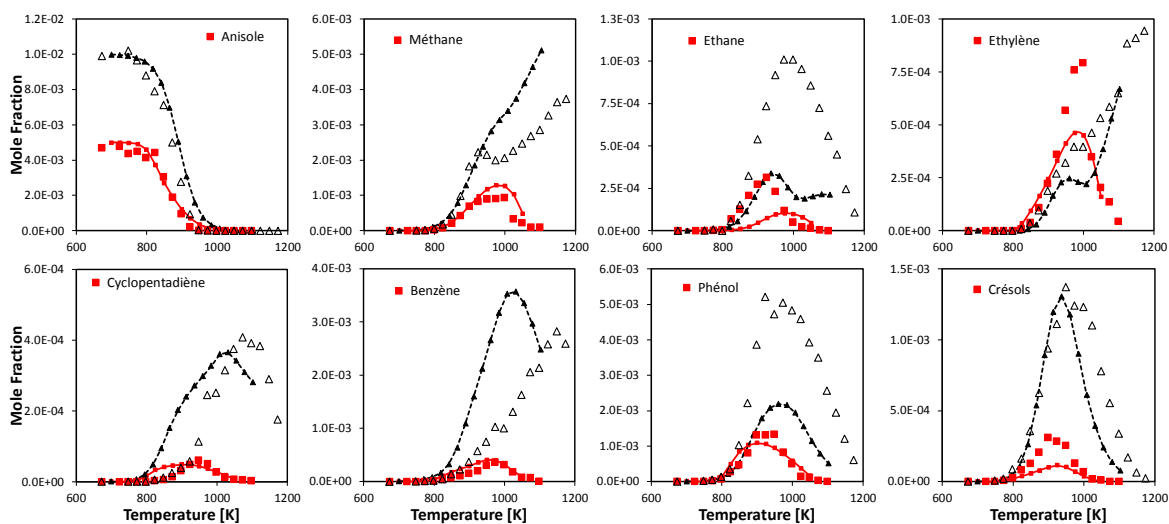 Mole Fraction
1.2E-02
1.0E-02
8.0E-03
6.0E-03
4.0E-03
2.0E-03
0.0E+00
600
800
1000
1200
Anisole
6.0E-03
5.0E-03
4.0E-03
3.0E-03
2.0E-03
1.0E-03
0.0E+00
600
800
1000
1200
Méthane
1.3E-03
1.0E-03
7.5E-04
5.0E-04
2.5E-04
0.0E+00
600
800
1000
1200
Ethane
1.0E-03
7.5E-04
5.0E-04
2.5E-04
0.0E+00
600
800
1000
1200
Ethylène
Mole Fraction
6.0E-04
4.0E-04
2.0E-04
0.0E+00
600
800
1000
1200
Cyclopentadiène
Temperature [K]
4.0E-03
3.0E-03
2.0E-03
1.0E-03
0.0E+00
600
800
1000
1200
Benzène
Temperature [K]
6.0E-03
5.0E-03
4.0E-03
3.0E-03
2.0E-03
1.0E-03
0.0E+00
600
800
1000
1200
Phénol
Temperature [K]
1.5E-03
1.0E-03
5.0E-04
0.0E+00
600
800
1000
1200
Crésols
Temperature [K]